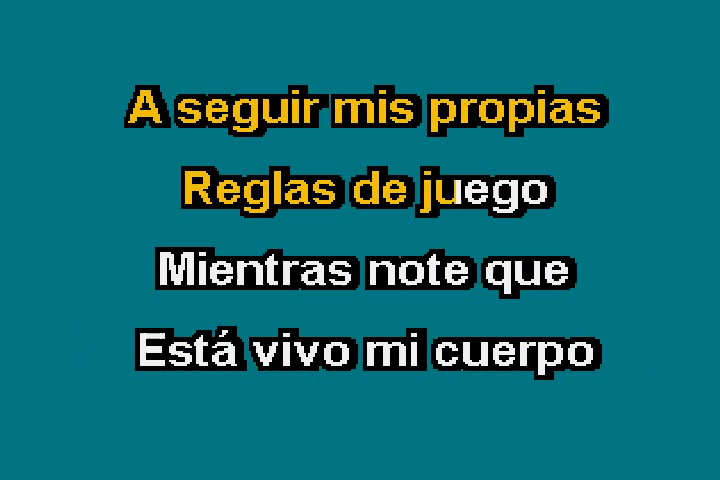 A seguir mis propias
Reglas de juego
Mientras note que
Está vivo mi cuerpo